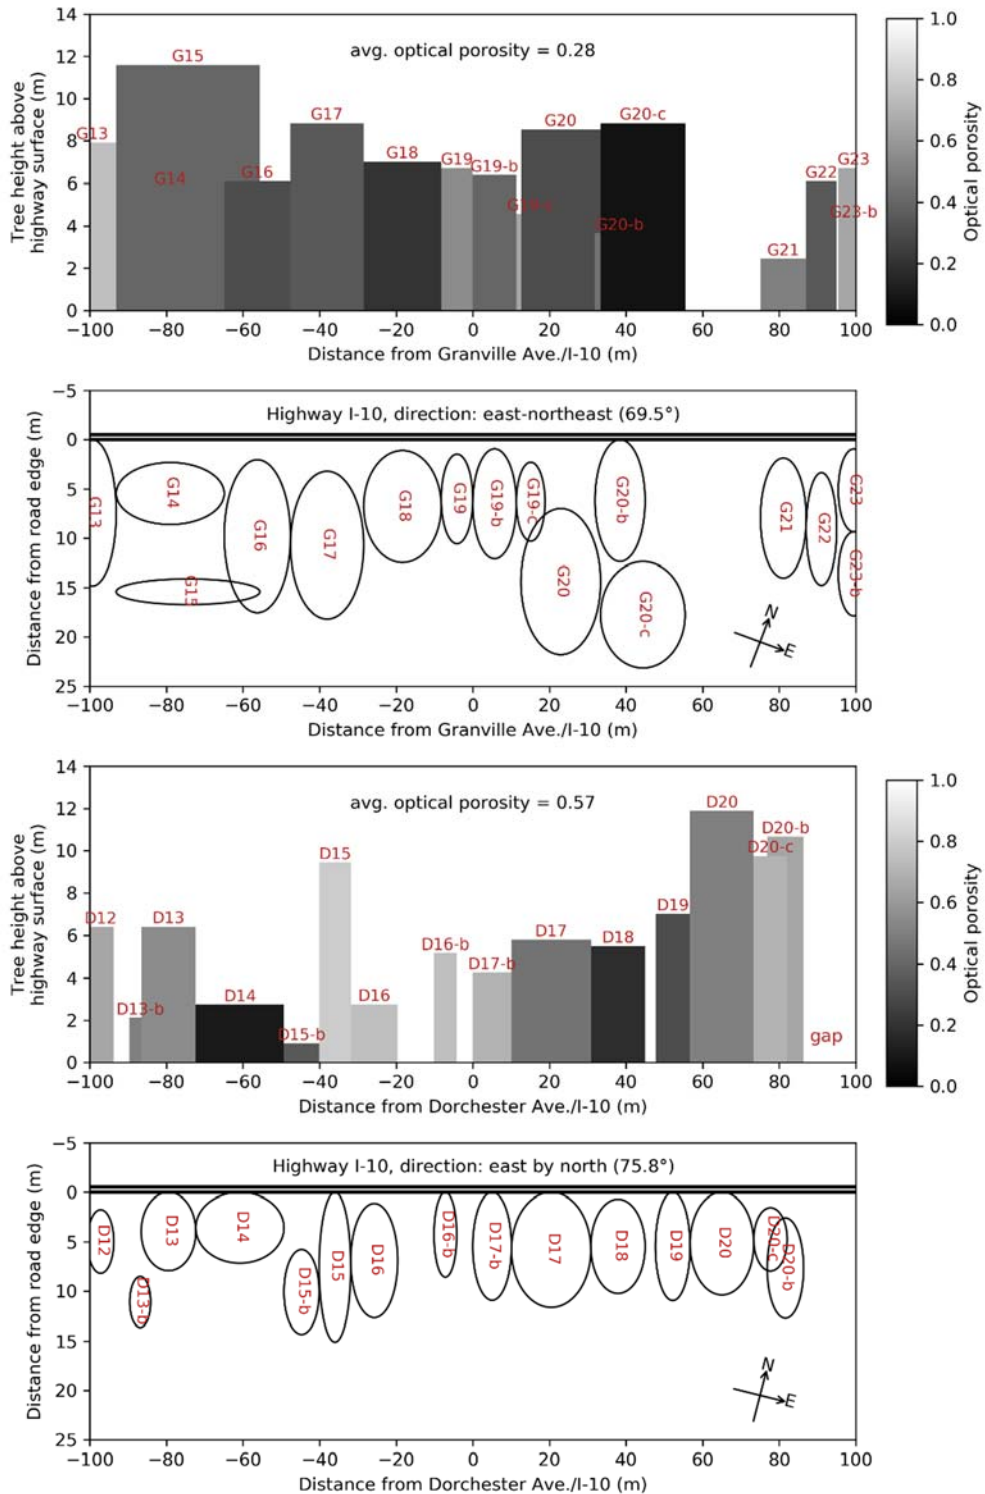 14
12
10
8
6
4
2
0
Tree height above
highway surface (m)
avg. optical porosity = 0.28
G13
G15
G14
G16
G17
G18
G19
G19-b
G19-c
G20
G20-b
G20-c
G21
G22
G23
G23-b
−100 −80 −60 −40 −20 0 20 40 60 80 100
Distance from Granville Ave./I-10 (m)
1.0
0.8
0.6
0.4
0.2
0.0
Optical porosity
−5
0
5
10
15
20
25
Distance from road edge (m)
Highway I-10, direction: east-northeast (69.5°)
G13
G14
G15
G16
G17
G18
G19
G19-b
G19-c
G20
G20-b
G20-c
G21
G22
G23
G23-b
N
E
−100 −80 −60 −40 −20 0 20 40 60 80 100
Distance from Granville Ave./I-10 (m)
14
12
10
8
6
4
2
0
Tree height above
highway surface (m)
avg. optical porosity = 0.57
D12
D13-b
D13
D14
D15-b
D15
D16
D16-b
D17-b
D17
D18
D19
D20
D20-c
D20-b
gap
−100 −80 −60 −40 −20 0 20 40 60 80 100
Distance from Dorchester Ave./I-10 (m)
1.0
0.8
0.6
0.4
0.2
0.0
Optical porosity
−5
0
5
10
15
20
25
Distance from road edge (m)
Highway I-10, direction: east by north (75.8°)
D12
D13-b
D13
D14
D15-b
D15
D16
D16-b
D17-b
D17
D18
D19
D20
D20-c
D20-b
N
E
−100 −80 −60 −40 −20 0 20 40 60 80 100
Distance from Dorchester Ave./I-10 (m)